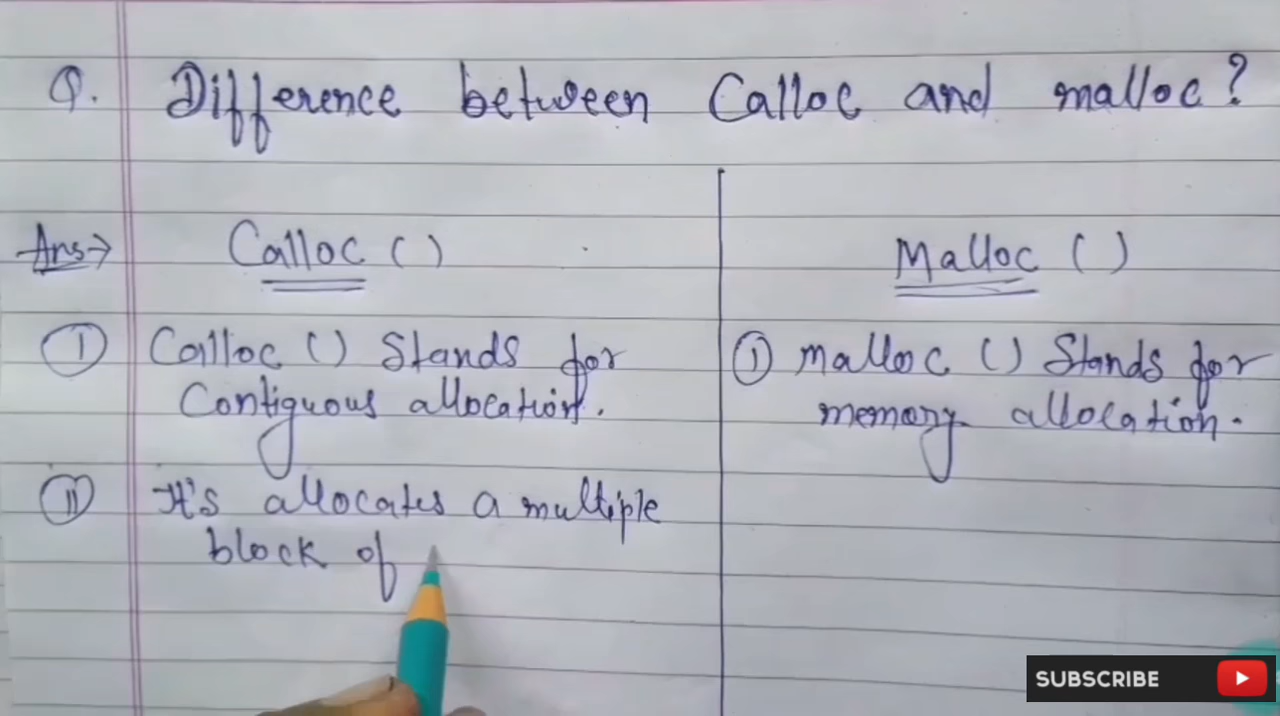 Q. Difference between Calloc and malloc?
Ans→ Calloc ( )
Malloc ( )
I Calloc () Stands for
Contiguous allocation.
I Malloc () Stands for
memory allocation.
II It's allocates a multiple
block of
SUBSCRIBE